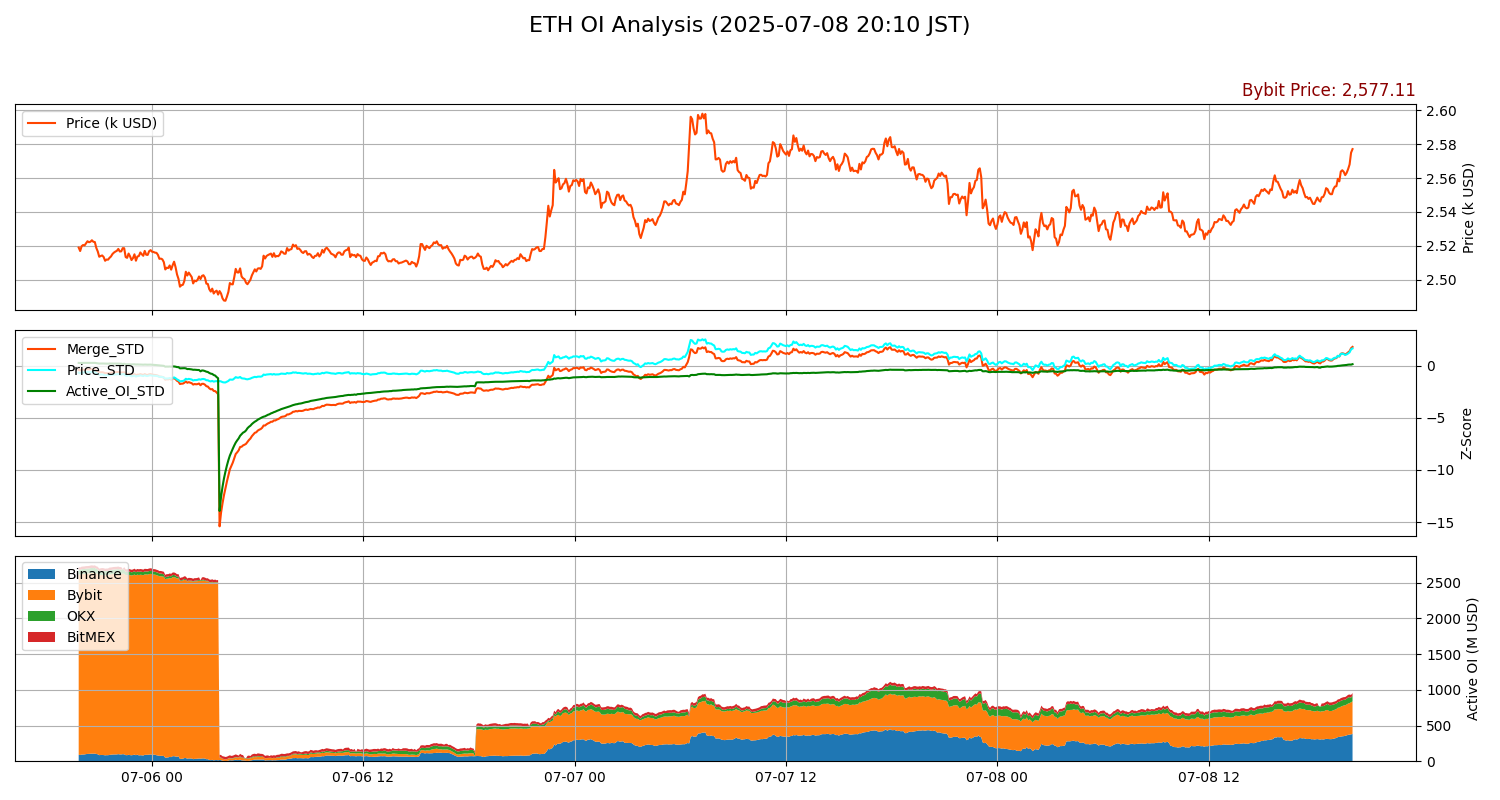 ETH OI Analysis (2025-07-08 20:10 JST)
Bybit Price: 2,577.11
Price (k USD)
2.60
2.58
2.56
2.54
2.52
2.50
Price (k USD)
Merge_STD
Price_STD
Active_OI_STD
0
−5
−10
−15
Z-Score
Binance
Bybit
OKX
BitMEX
2500
2000
1500
1000
500
0
Active OI (M USD)
07-06 00
07-06 12
07-07 00
07-07 12
07-08 00
07-08 12